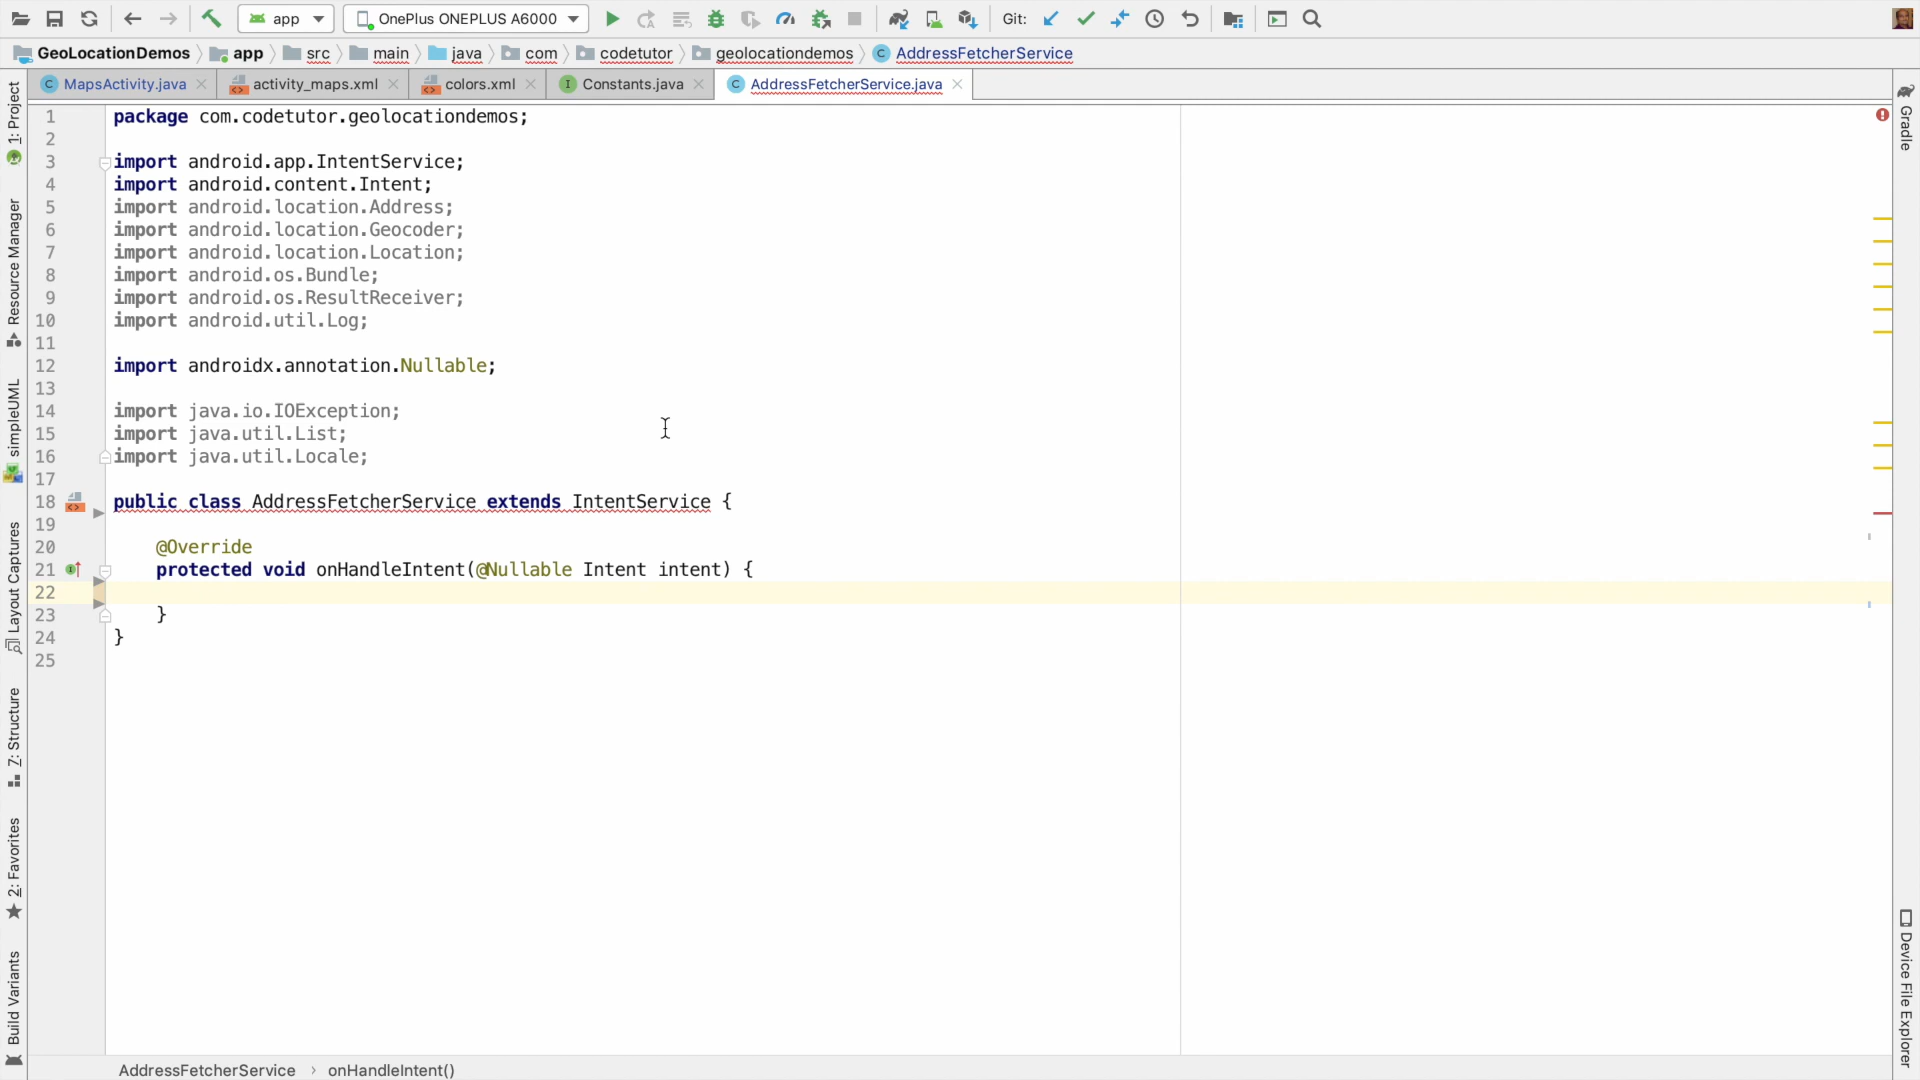 app
OnePlus ONEPLUS A6000
Git:
GeoLocationDemos
app
src
main
java
com
codetutor
geolocationdemos
C
AddressFetcherService
C
MapsActivity.java
activity_maps.xml
colors.xml
I
Constants.java
C
AddressFetcherService.java
1: Project
Resource Manager
simpleUML
Layout Captures
7: Structure
2: Favorites
Build Variants
Gradle
Device File Explorer
1 package com.codetutor.geolocationdemos;
2
3 import android.app.IntentService;
4 import android.content.Intent;
5 import android.location.Address;
6 import android.location.Geocoder;
7 import android.location.Location;
8 import android.os.Bundle;
9 import android.os.ResultReceiver;
10 import android.util.Log;
11
12 import androidx.annotation.Nullable;
13
14 import java.io.IOException;
15 import java.util.List;
16 import java.util.Locale;
17
18 public class AddressFetcherService extends IntentService {
19
20 @Override
21 protected void onHandleIntent(@Nullable Intent intent) {
22
23 }
24 }
25
AddressFetcherService › onHandleIntent()